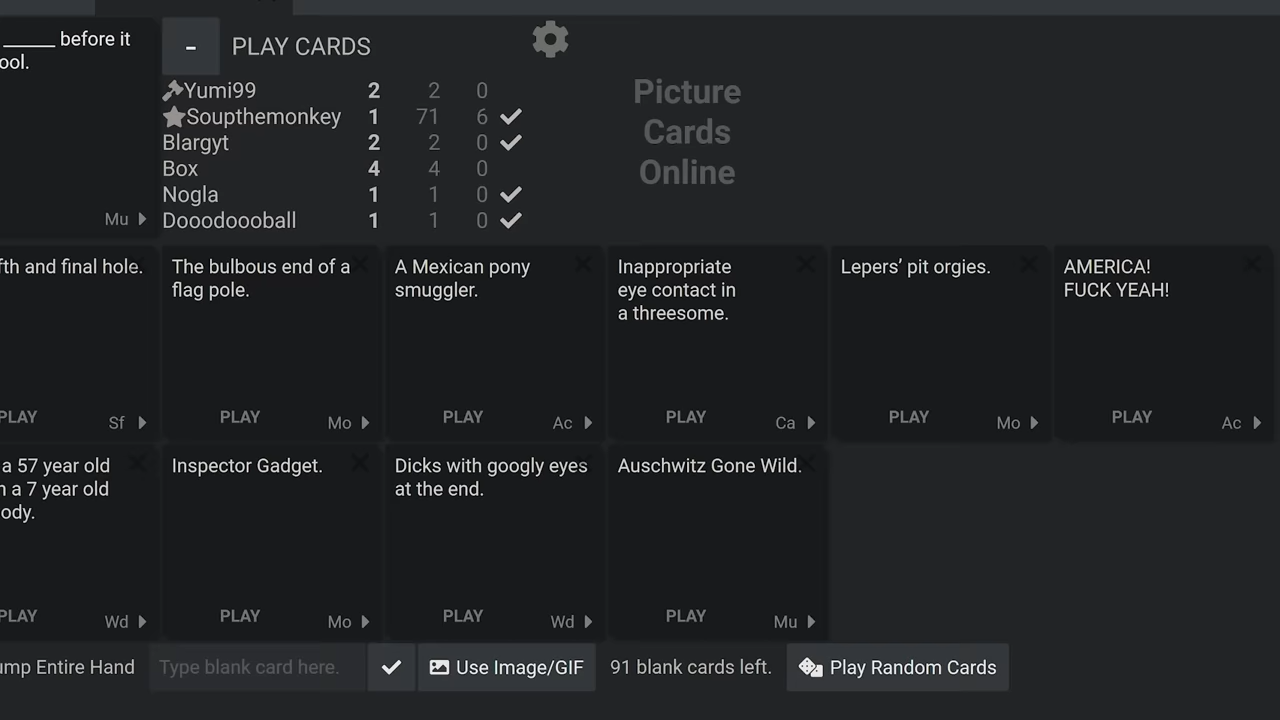 _____ before it
ool.
Mu
-
PLAY CARDS
Yumi99 2 2 0
Soupthemonkey 1 71 6
Blargyt 2 2 0
Box 4 4 0
Nogla 1 1 0
Dooodoooball 1 1 0
Picture
Cards
Online
fth and final hole.
PLAY Sf
The bulbous end of a
flag pole.
PLAY Mo
A Mexican pony
smuggler.
PLAY Ac
Inappropriate
eye contact in
a threesome.
PLAY Ca
Lepers’ pit orgies.
PLAY Mo
AMERICA!
FUCK YEAH!
PLAY Ac
a 57 year old
n a 7 year old
ody.
PLAY Wd
Inspector Gadget.
PLAY Mo
Dicks with googly eyes
at the end.
PLAY Wd
Auschwitz Gone Wild.
PLAY Mu
ump Entire Hand
Type blank card here.
Use Image/GIF
91 blank cards left.
Play Random Cards